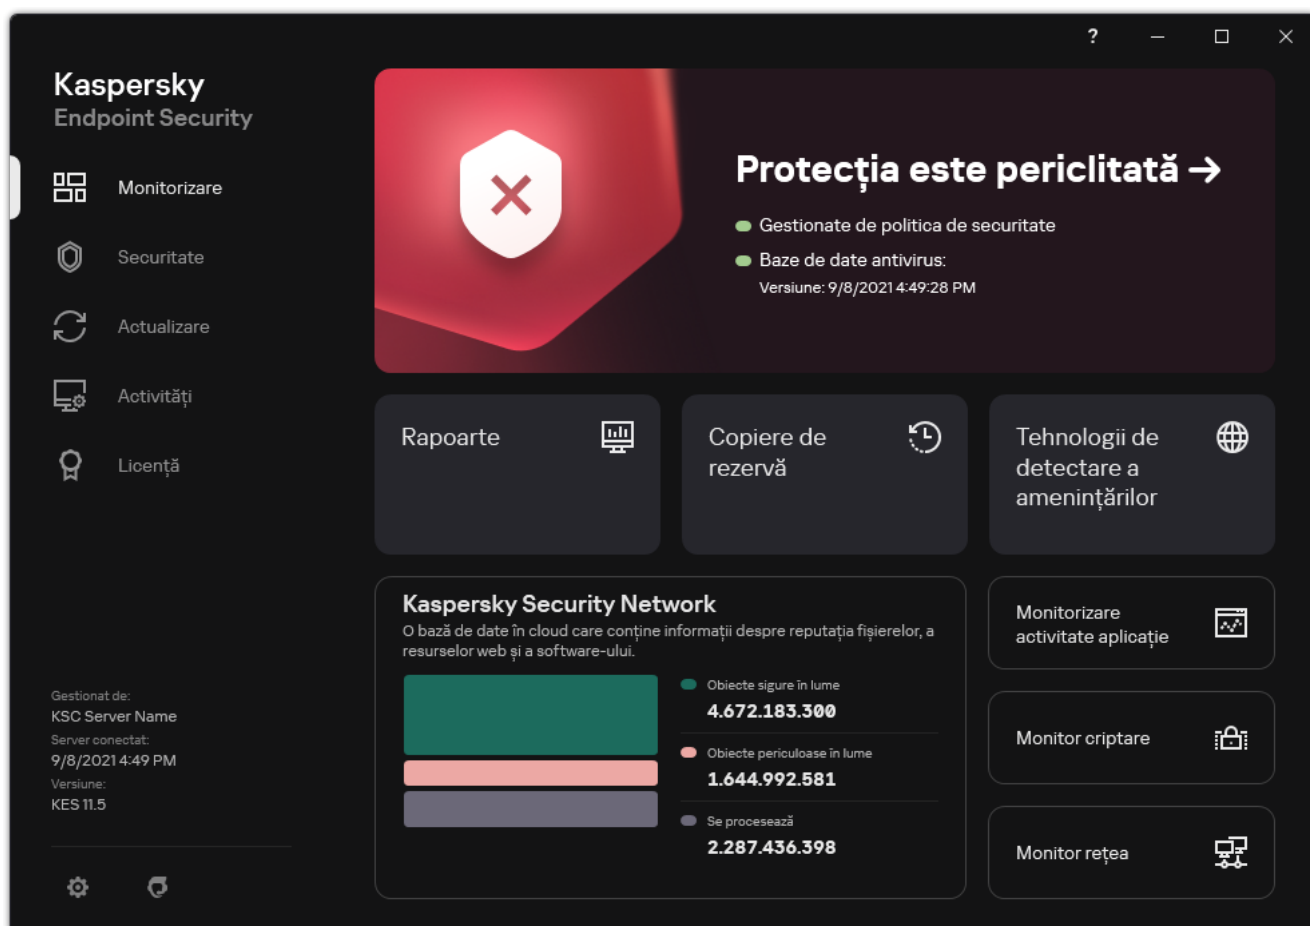 ?
Kaspersky
Endpoint Security
Monitorizare
Securitate
Actualizare
Activități
Licență
Gestionat de:
KSC Server Name
Server conectat:
9/8/2021 4:49 PM
Versiune:
KES 11.5
Protecția este periclitată →
Gestionate de politica de securitate
Baze de date antivirus:
Versiune: 9/8/2021 4:49:28 PM
Rapoarte
Copiere de
rezervă
Tehnologii de
detectare a
amenințărilor
Kaspersky Security Network
O bază de date în cloud care conține informații despre reputația fișierelor, a
resurselor web și a software-ului.
Obiecte sigure în lume
4.672.183.300
Obiecte periculoase în lume
1.644.992.581
Se procesează
2.287.436.398
Monitorizare
activitate aplicație
Monitor criptare
Monitor rețea